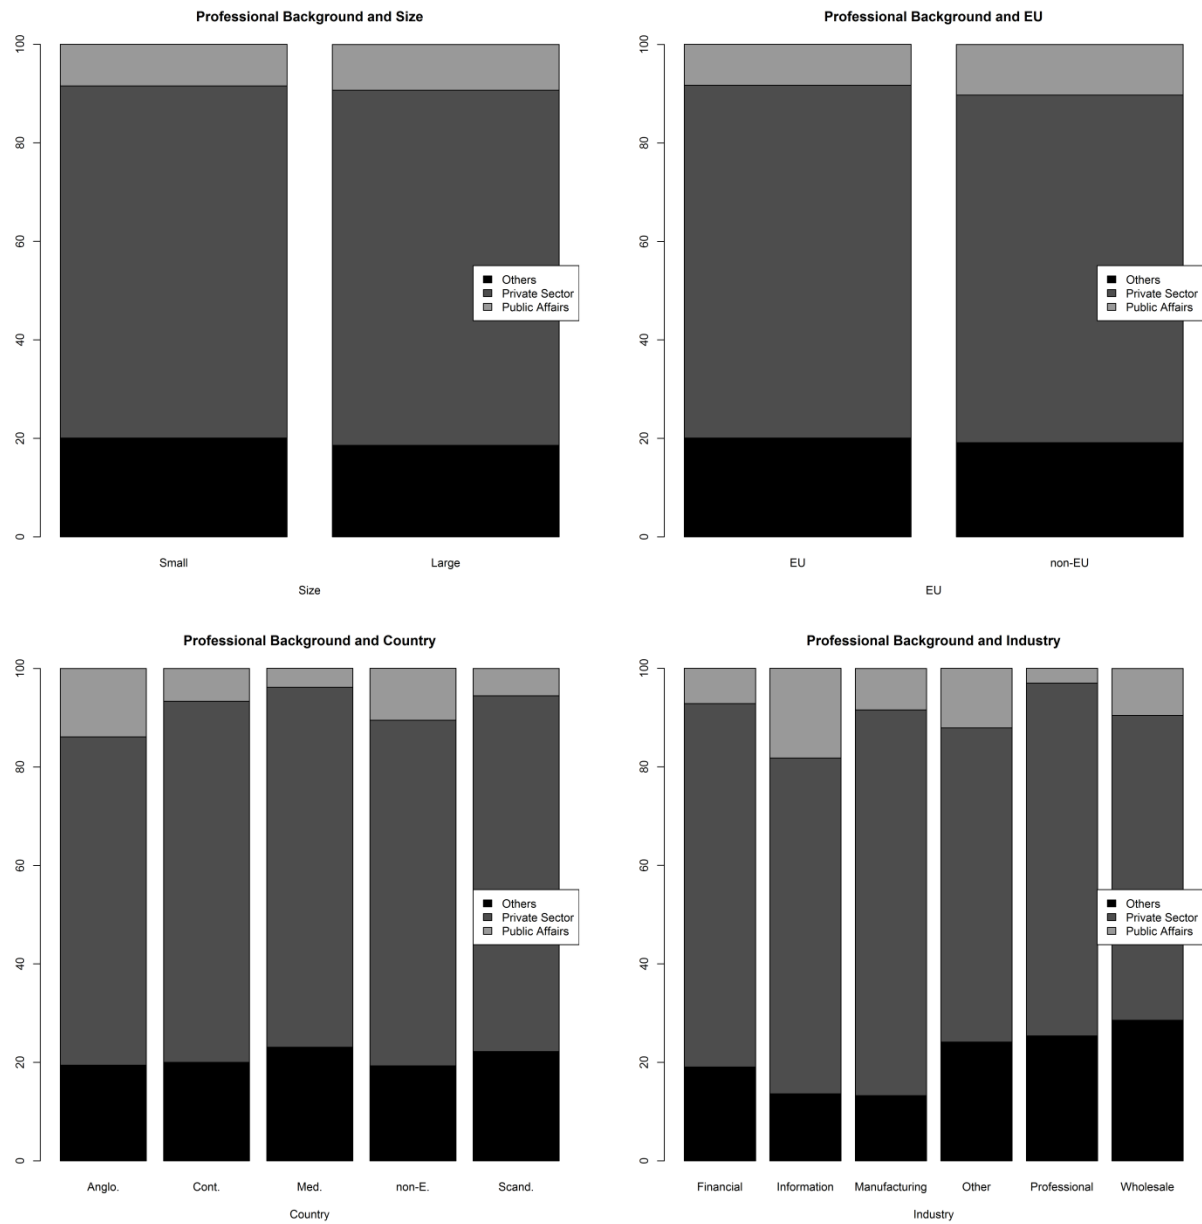 Professional Background and Size
100
80
60
40
20
0
Others
Private Sector
Public Affairs
Small Large
Size
Professional Background and EU
100
80
60
40
20
0
Others
Private Sector
Public Affairs
EU non-EU
EU
Professional Background and Country
100
80
60
40
20
0
Others
Private Sector
Public Affairs
Anglo. Cont. Med. non-E. Scand.
Country
Professional Background and Industry
100
80
60
40
20
0
Others
Private Sector
Public Affairs
Financial Information Manufacturing Other Professional Wholesale
Industry